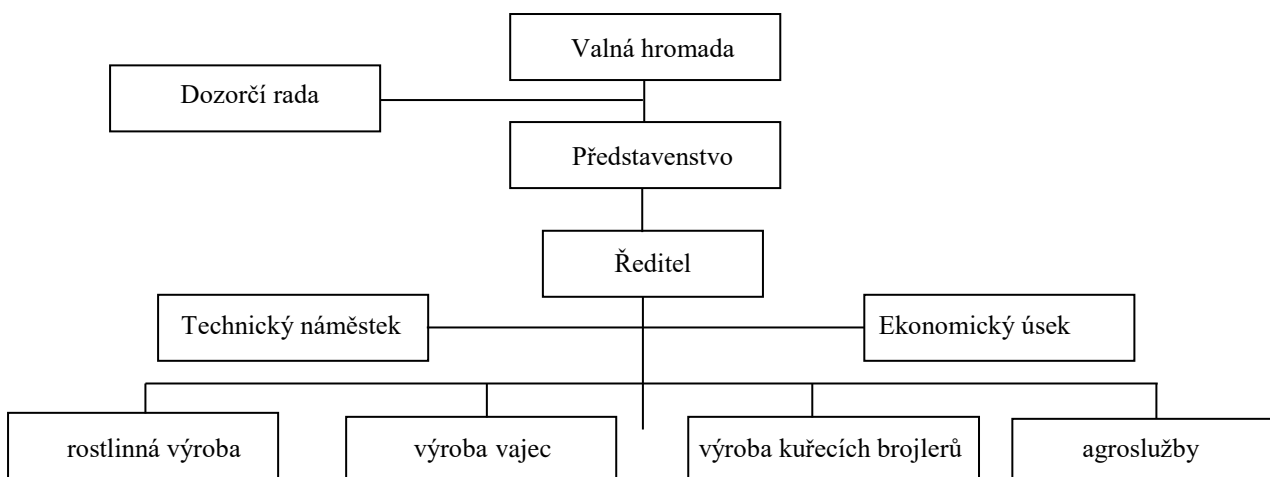 Valná hromada
Dozorčí rada
Představenstvo
Ředitel
Technický náměstek
Ekonomický úsek
rostlinná výroba
výroba vajec
výroba kuřecích brojlerů
agroslužby